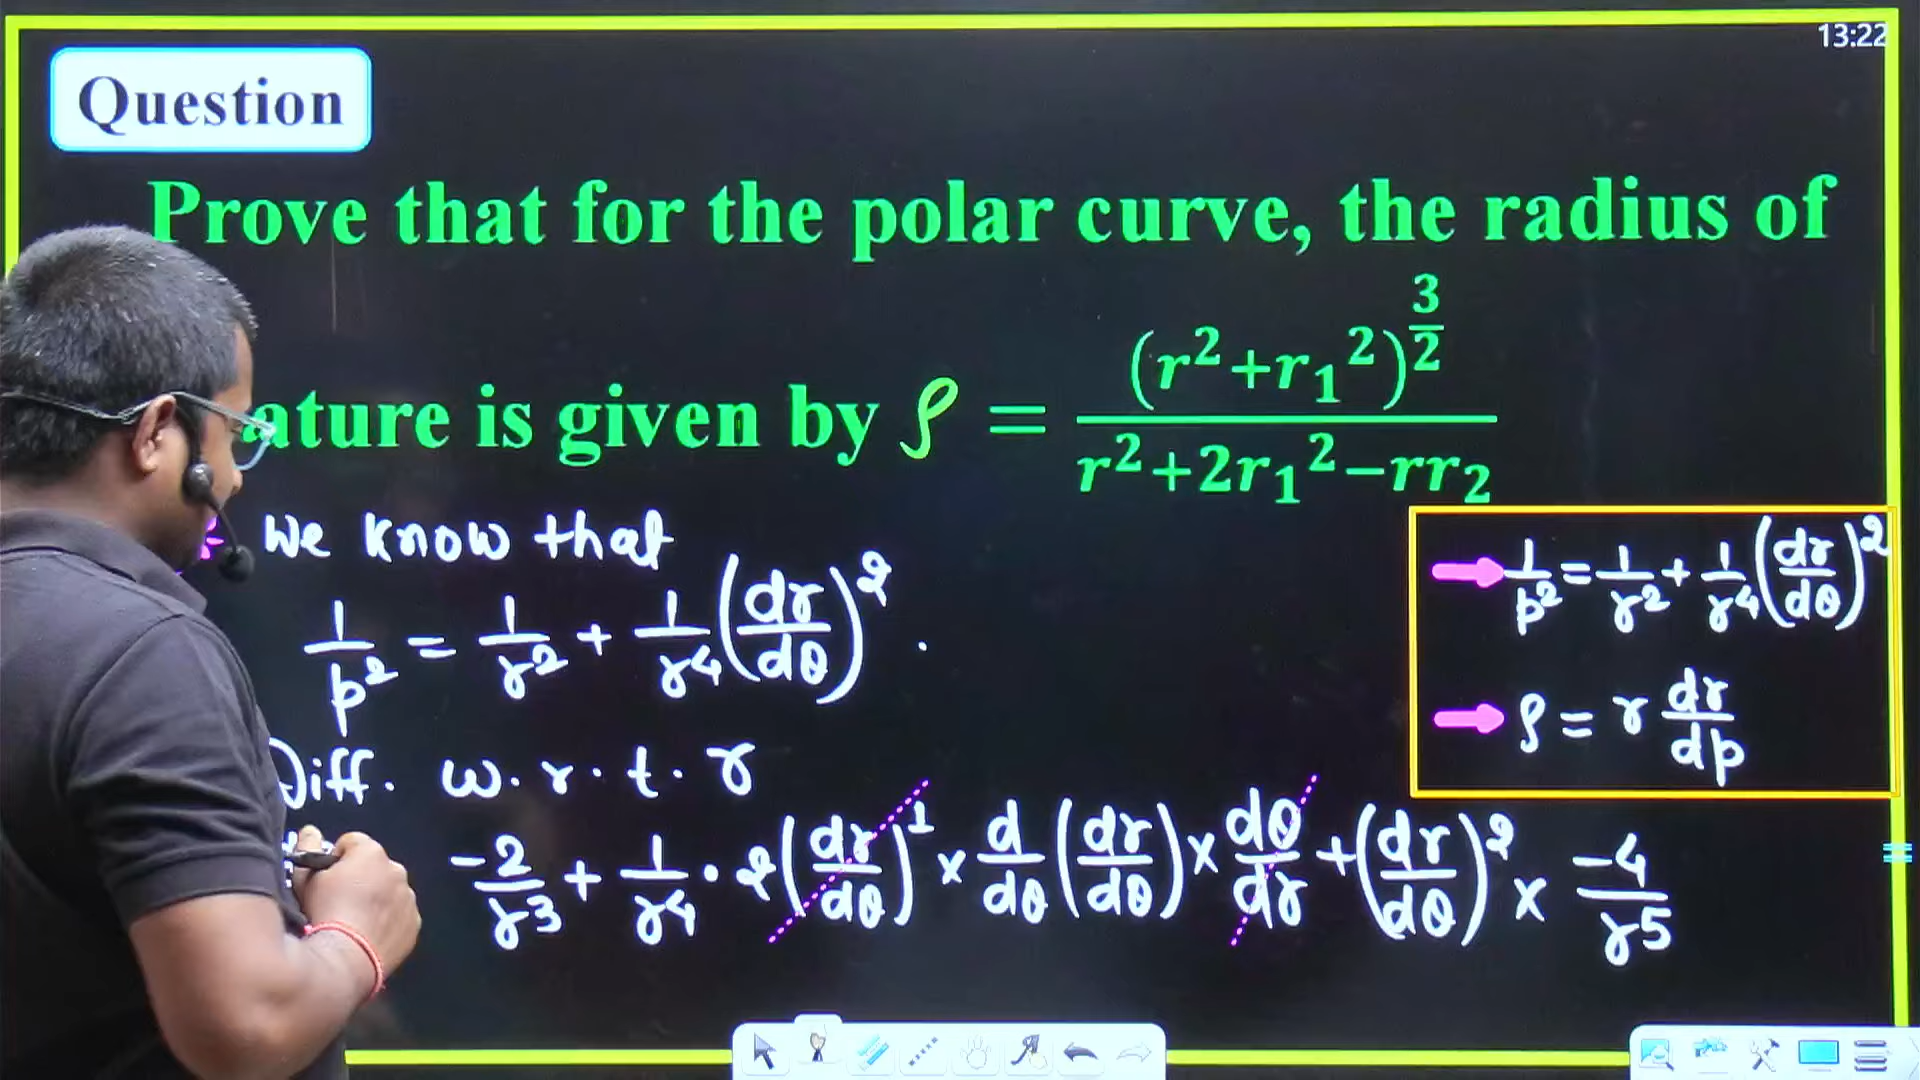 13:22
Question
Prove that for the polar curve, the radius of
ature is given by ρ = (r²+r₁²)^(3/2) / (r²+2r₁²−rr₂)
We know that
1/p² = 1/r² + 1/r⁴ (dr/dθ)² .
Diff. w.r.t. r
-2/r³ + 1/r⁴ · 2(dr/dθ)¹ × d/dθ (dr/dθ) × dθ/dr + (dr/dθ)² × -4/r⁵
1/p² = 1/r² + 1/r⁴ (dr/dθ)²
ρ = r dr/dp